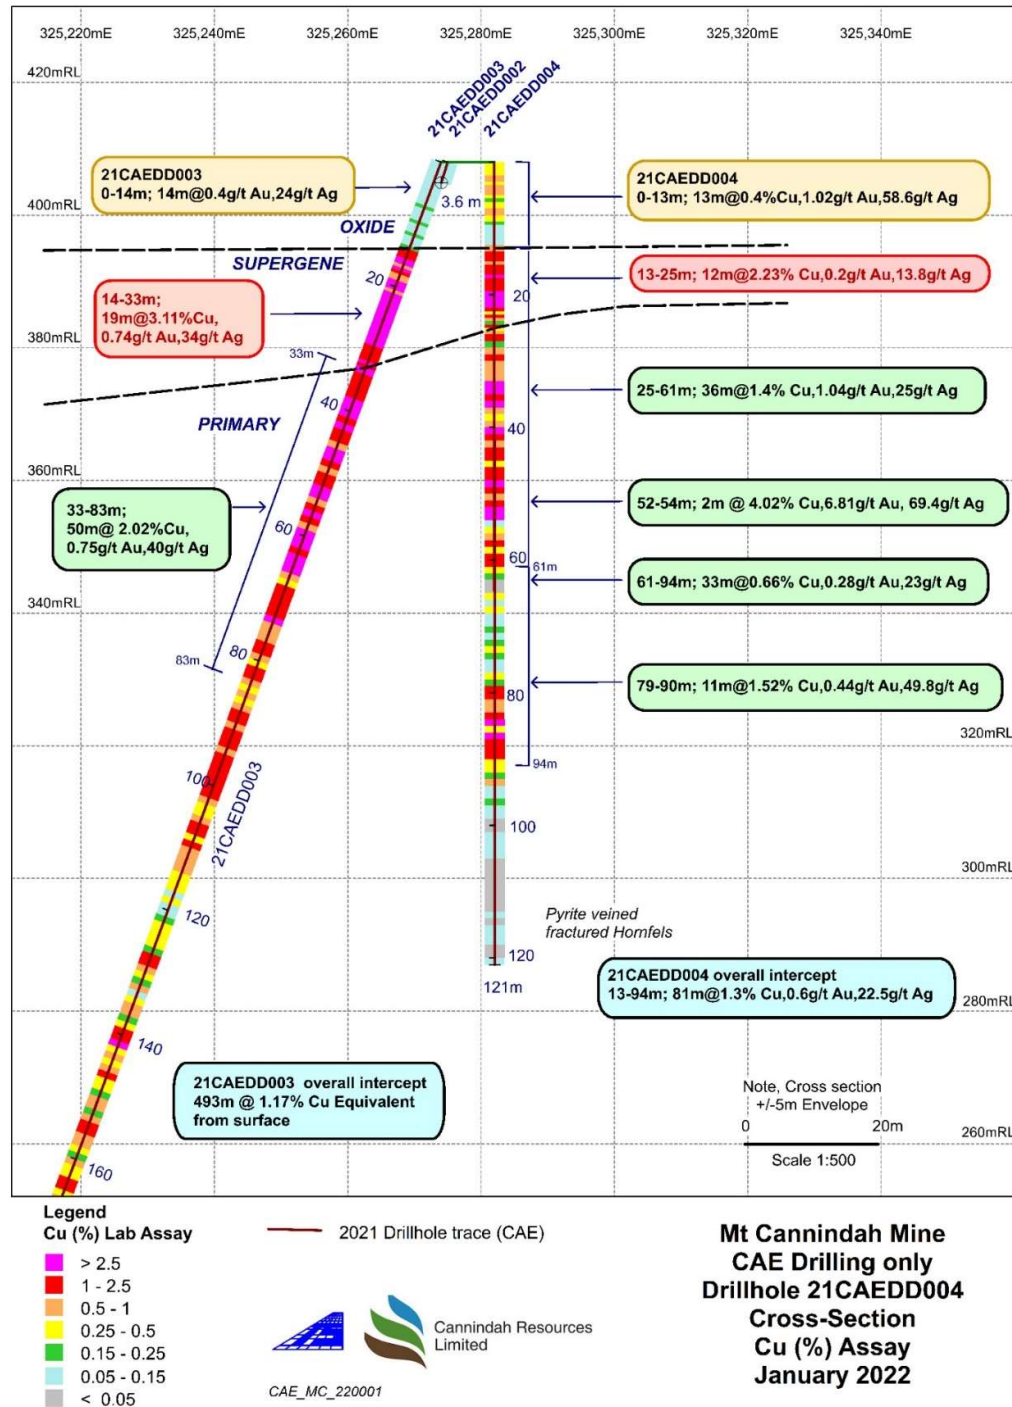 325,220mE 325,240mE 325,260mE 325,280mE 325,300mE 325,320mE 325,340mE
420mRL
21CAEDD003
21CAEDD002
21CAEDD004
21CAEDD003
0-14m; 14m@0.4g/t Au,24g/t Ag
21CAEDD004
0-13m; 13m@0.4%Cu,1.02g/t Au,58.6g/t Ag
3.6 m
400mRL
OXIDE
SUPERGENE
13-25m; 12m@2.23% Cu,0.2g/t Au,13.8g/t Ag
14-33m;
19m@3.11%Cu,
0.74g/t Au,34g/t Ag
20
20
380mRL
33m
25-61m; 36m@1.4% Cu,1.04g/t Au,25g/t Ag
PRIMARY
40
40
360mRL
33-83m;
50m@ 2.02%Cu,
0.75g/t Au,40g/t Ag
52-54m; 2m @ 4.02% Cu,6.81g/t Au, 69.4g/t Ag
60
60
61m
61-94m; 33m@0.66% Cu,0.28g/t Au,23g/t Ag
340mRL
80
83m
79-90m; 11m@1.52% Cu,0.44g/t Au,49.8g/t Ag
80
320mRL
94m
100
21CAEDD003
100
300mRL
120
Pyrite veined
fractured Hornfels
120
121m
21CAEDD004 overall intercept
13-94m; 81m@1.3% Cu,0.6g/t Au,22.5g/t Ag
280mRL
140
21CAEDD003 overall intercept
493m @ 1.17% Cu Equivalent
from surface
Note, Cross section
+/-5m Envelope
0 20m
260mRL
Scale 1:500
160
Legend
Cu (%) Lab Assay
> 2.5
1 - 2.5
0.5 - 1
0.25 - 0.5
0.15 - 0.25
0.05 - 0.15
< 0.05
2021 Drillhole trace (CAE)
Cannindah Resources
Limited
CAE_MC_220001
Mt Cannindah Mine
CAE Drilling only
Drillhole 21CAEDD004
Cross-Section
Cu (%) Assay
January 2022